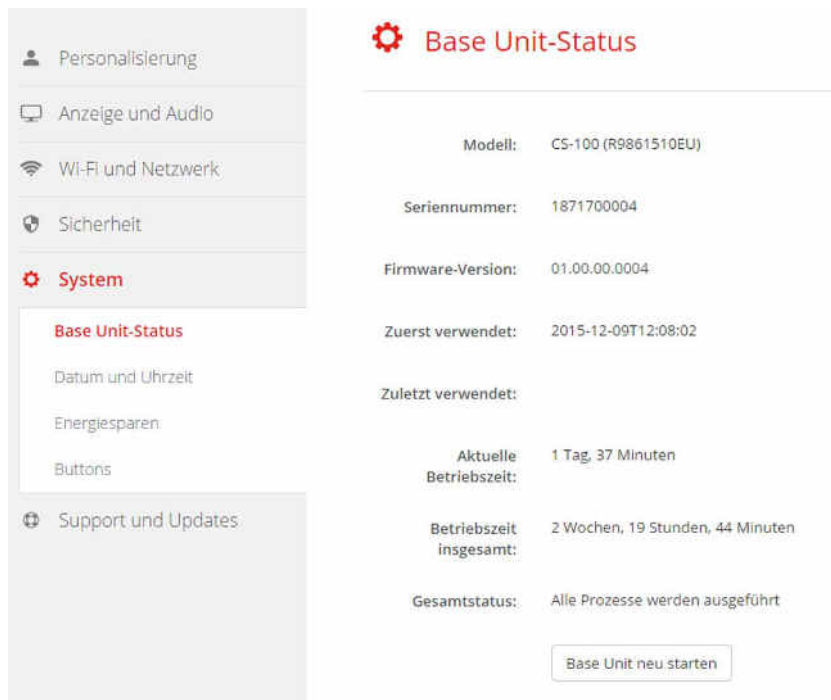 Personalisierung
Anzeige und Audio
Wi-Fi und Netzwerk
Sicherheit
System
Base Unit-Status
Datum und Uhrzeit
Energiesparen
Buttons
Support und Updates
Base Unit-Status
Modell: CS-100 (R9861510EU)
Seriennummer: 1871700004
Firmware-Version: 01.00.00.0004
Zuerst verwendet: 2015-12-09T12:08:02
Zuletzt verwendet:
Aktuelle Betriebszeit: 1 Tag, 37 Minuten
Betriebszeit insgesamt: 2 Wochen, 19 Stunden, 44 Minuten
Gesamtstatus: Alle Prozesse werden ausgeführt
Base Unit neu starten